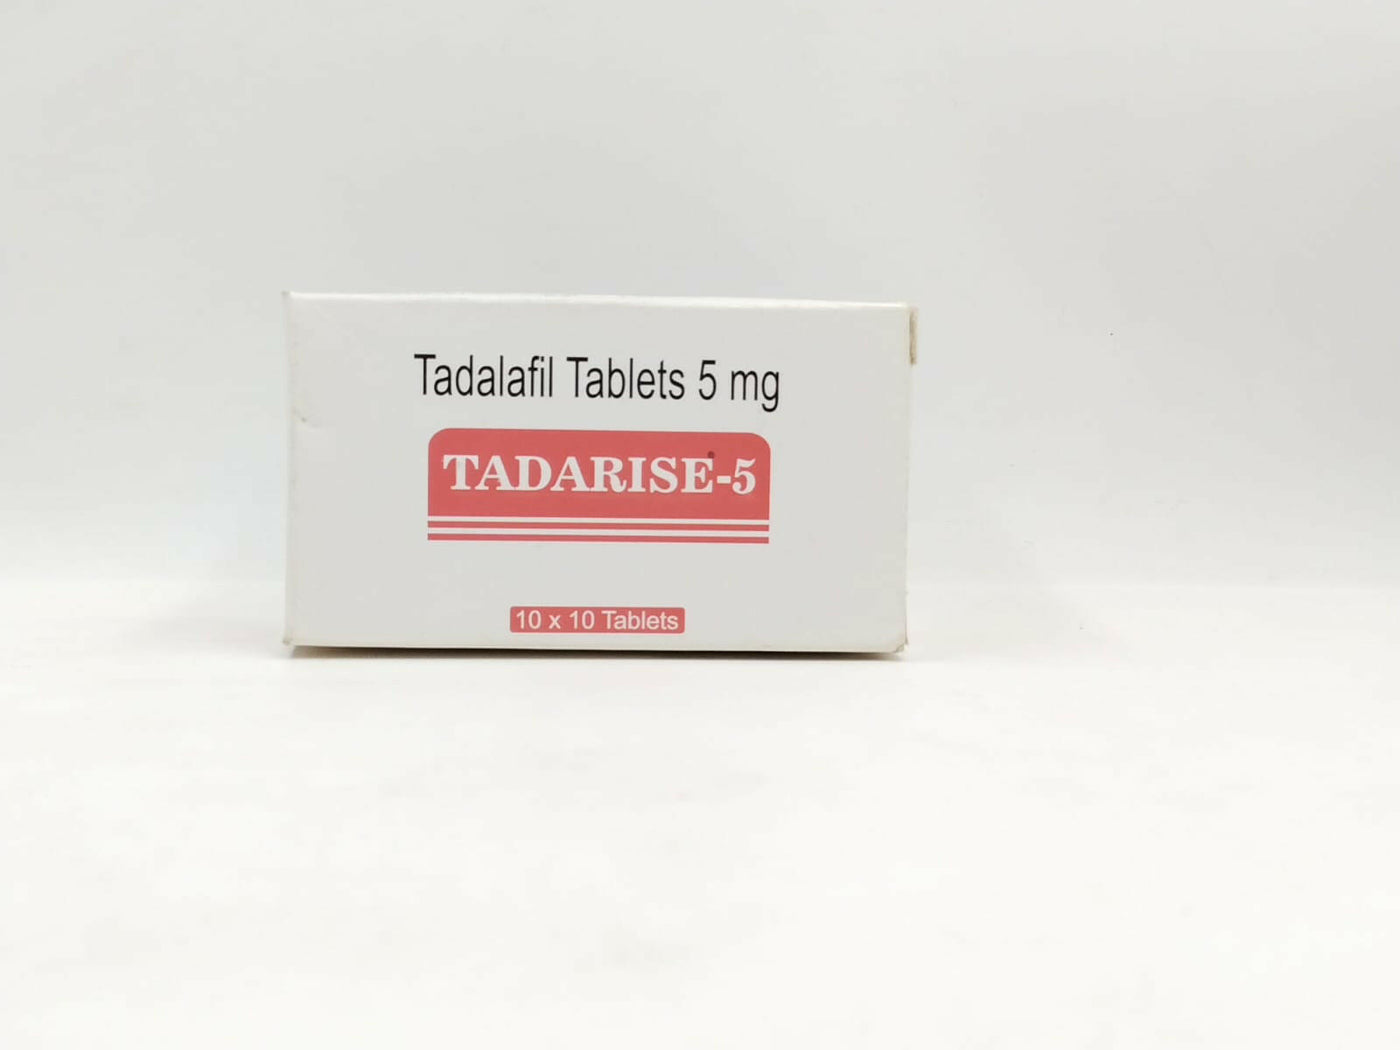 Tadalafil Tablets 5 mg
TADARISE-5
10 x 10 Tablets